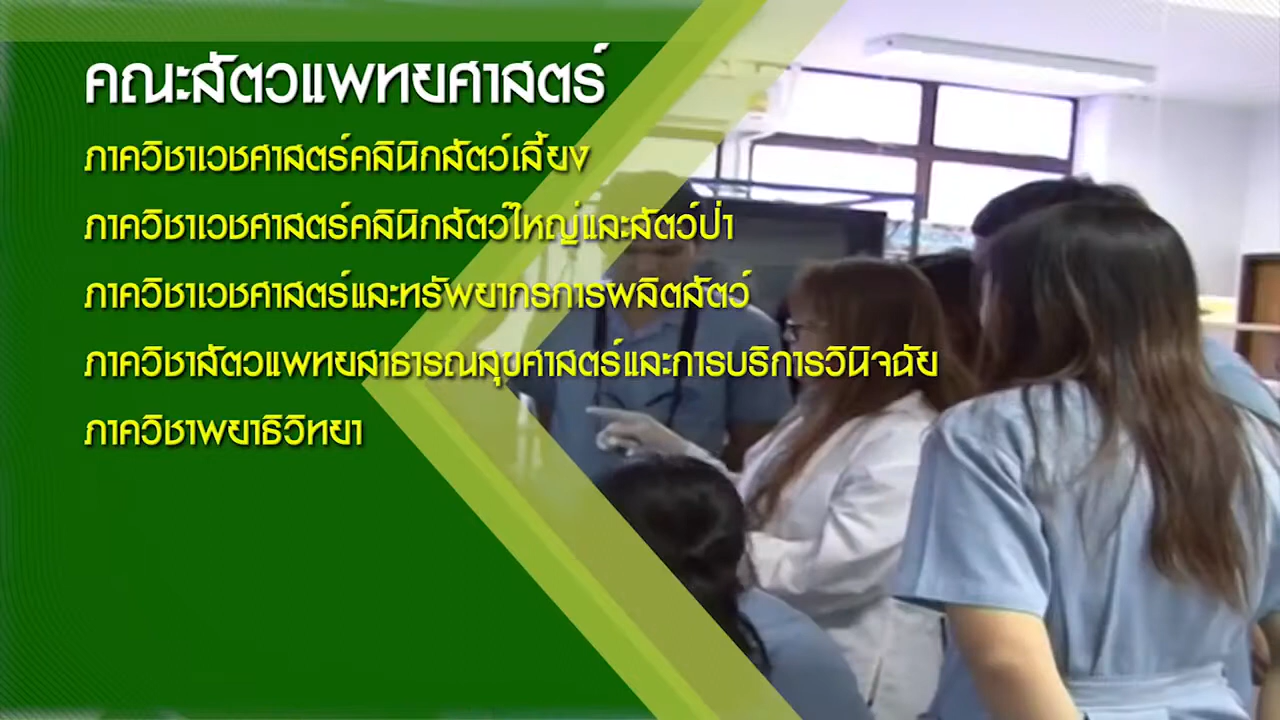 คณะสัตวแพทยศาสตร์
ภาควิชาเวชศาสตร์คลินิกสัตว์เลี้ยง
ภาควิชาเวชศาสตร์คลินิกสัตว์ใหญ่และสัตว์ป่า
ภาควิชาเวชศาสตร์และทรัพยากรการผลิตสัตว์
ภาควิชาสัตวแพทยสาธารณสุขศาสตร์และการบริการวินิจฉัย
ภาควิชาพยาธิวิทยา